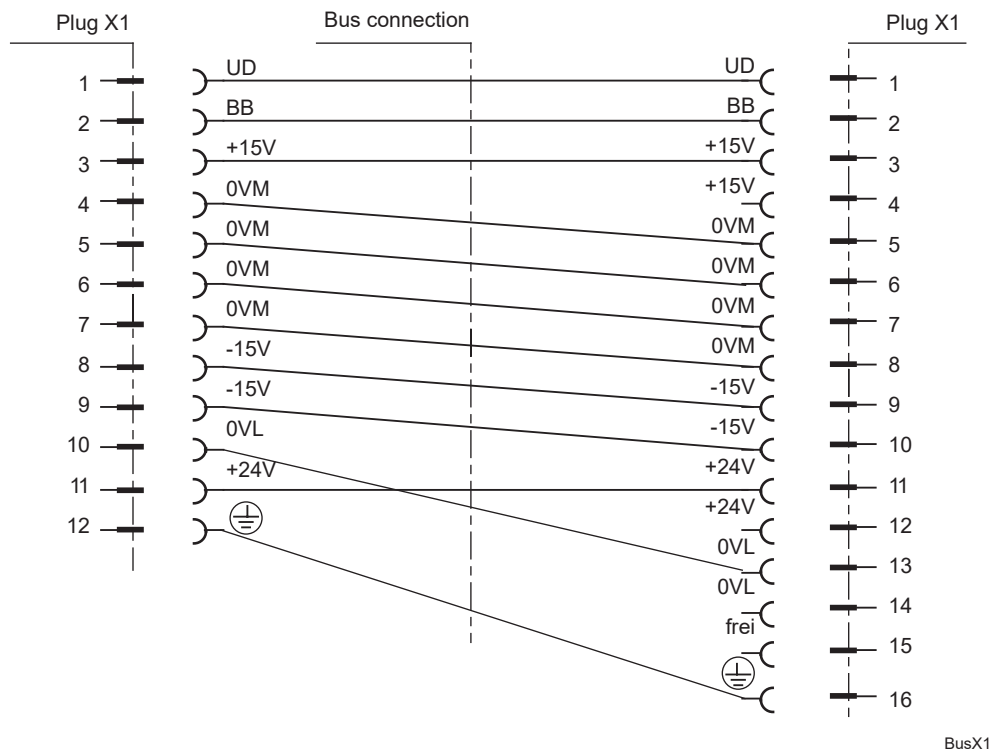 Plug X1
Bus connection
Plug X1
1 UD UD 1
2 BB BB 2
3 +15V +15V 3
4 0VM +15V 4
5 0VM 0VM 5
6 0VM 0VM 6
7 0VM 0VM 7
8 -15V 0VM 8
9 -15V -15V 9
10 0VL -15V 10
11 +24V +24V 11
12 +24V 12
0VL 13
0VL 14
frei 15
16
BusX1